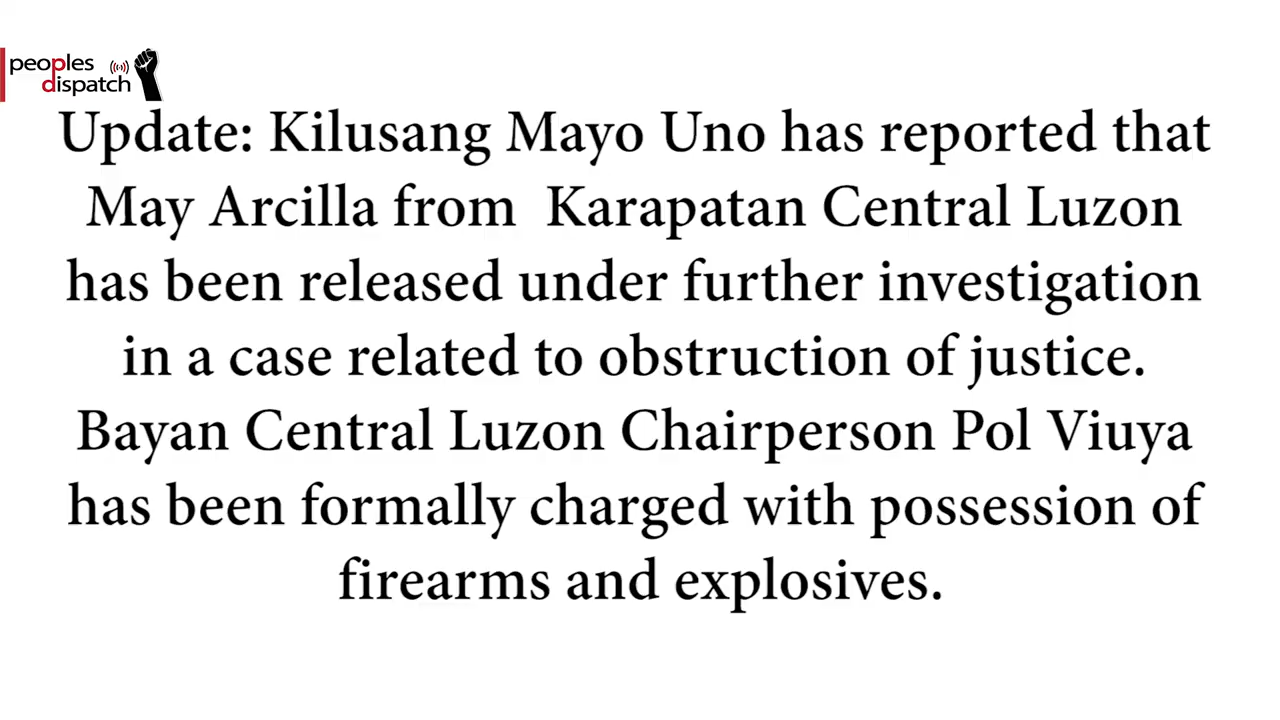 peoples
dispatch
Update: Kilusang Mayo Uno has reported that
May Arcilla from Karapatan Central Luzon
has been released under further investigation
in a case related to obstruction of justice.
Bayan Central Luzon Chairperson Pol Viuya
has been formally charged with possession of
firearms and explosives.